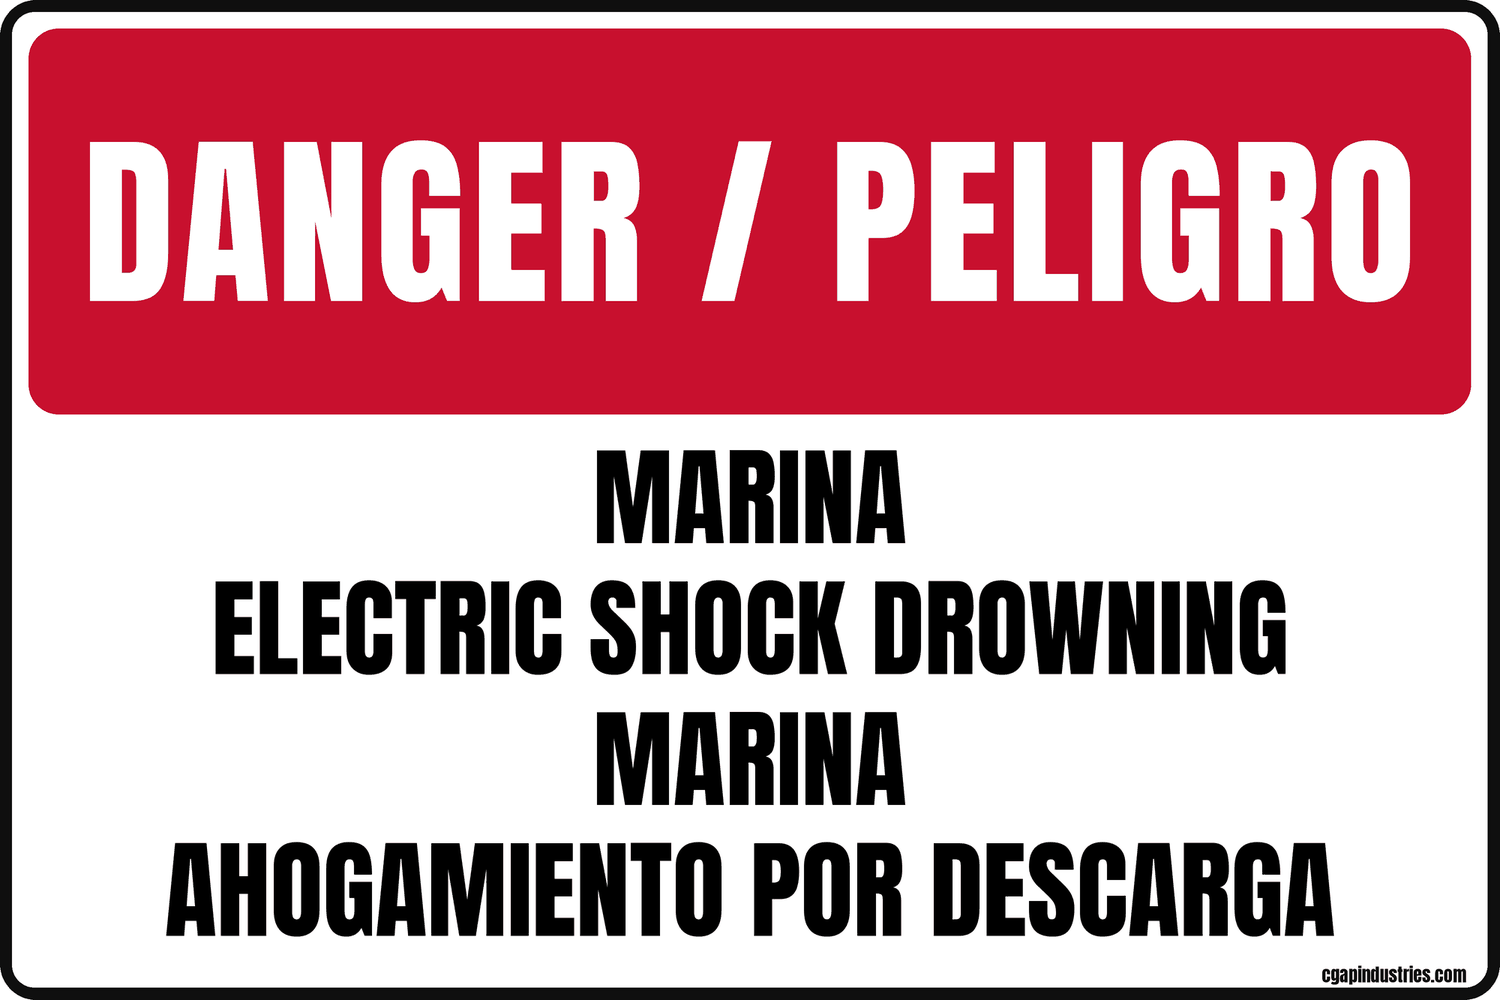 DANGER / PELIGRO
MARINA
ELECTRIC SHOCK DROWNING
MARINA
AHOGAMIENTO POR DESCARGA
cgapindustries.com